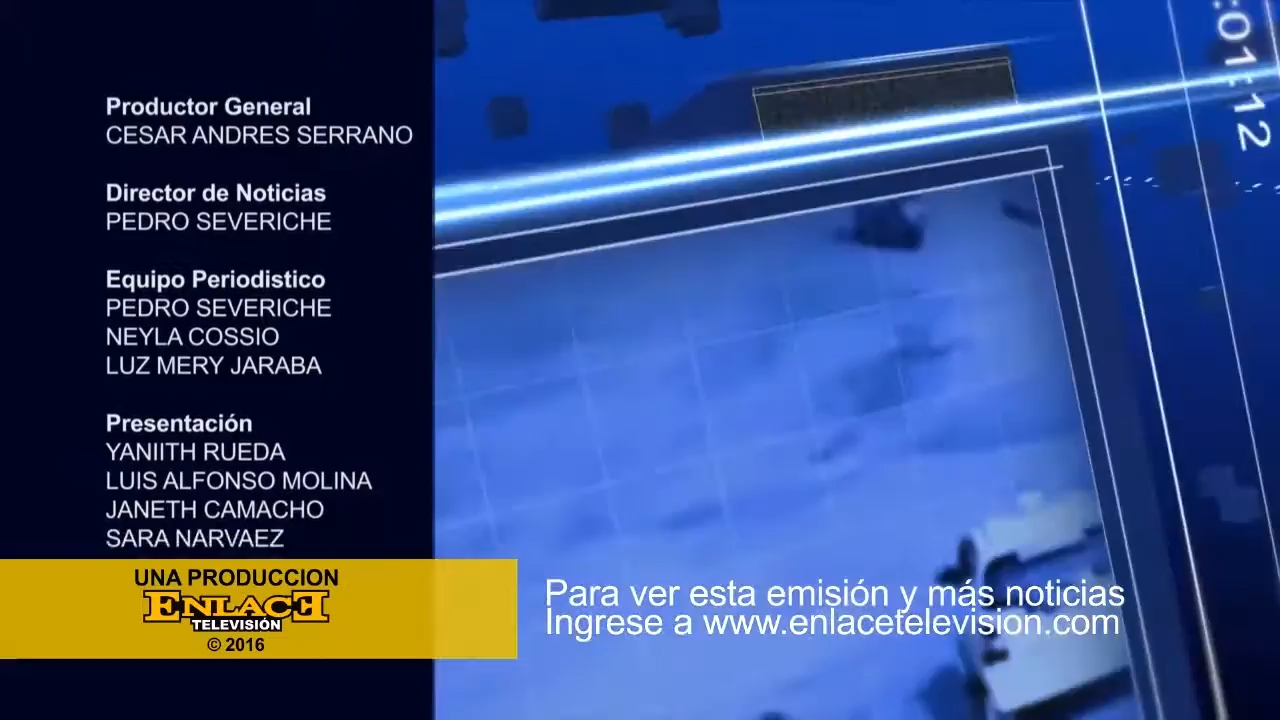 Productor General
CESAR ANDRES SERRANO
Director de Noticias
PEDRO SEVERICHE
Equipo Periodistico
PEDRO SEVERICHE
NEYLA COSSIO
LUZ MERY JARABA
Presentación
YANIITH RUEDA
LUIS ALFONSO MOLINA
JANETH CAMACHO
SARA NARVAEZ
UNA PRODUCCION
ENLACE
TELEVISIÓN
© 2016
Para ver esta emisión y más noticias
Ingrese a www.enlacetelevision.com
:01:12